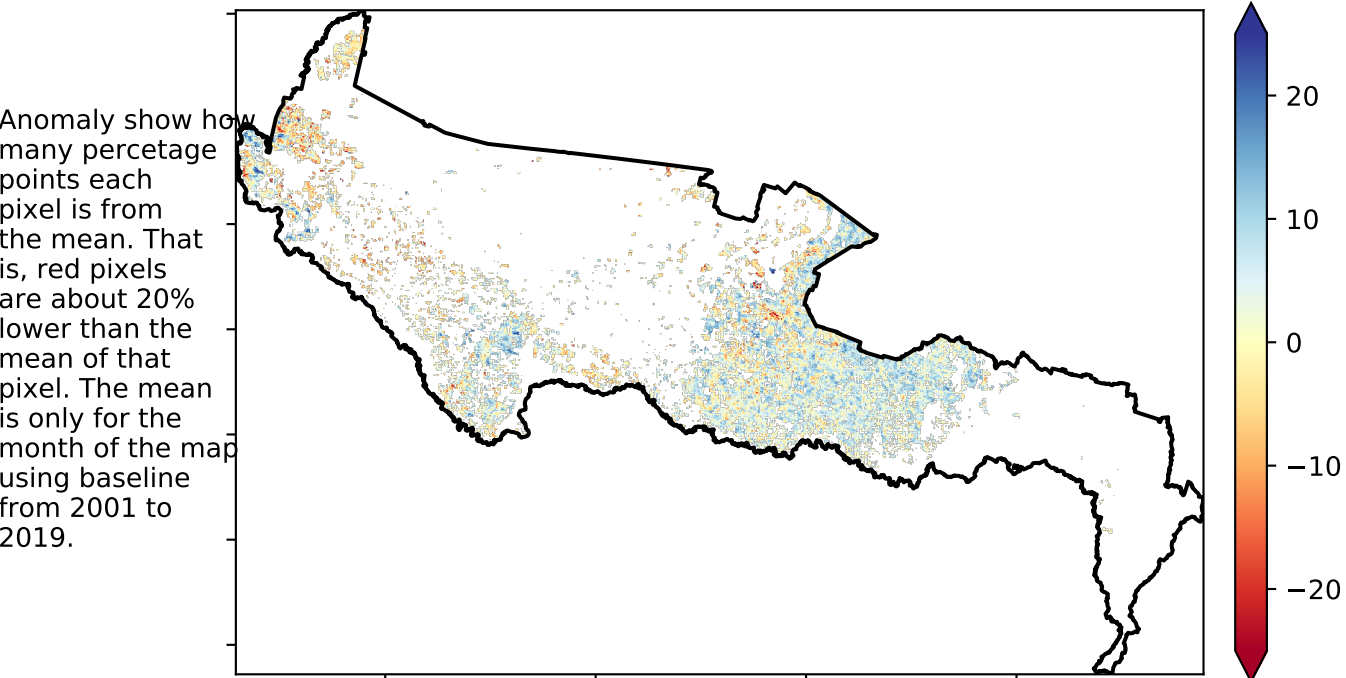 Anomaly show how
many percetage
points each
pixel is from
the mean. That
is, red pixels
are about 20%
lower than the
mean of that
pixel. The mean
is only for the
month of the map
using baseline
from 2001 to
2019.
20
10
0
−10
−20